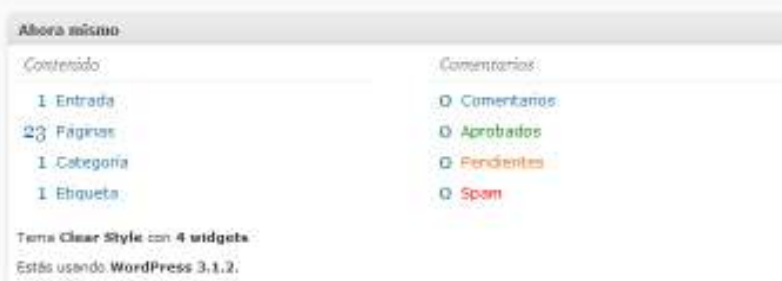 Ahora mismo
Contenido
1 Entrada
23 Páginas
1 Categoría
1 Etiqueta
Comentarios
0 Comentarios
0 Aprobados
0 Pendientes
0 Spam
Tema Clear Style con 4 widgets
Estás usando WordPress 3.1.2.